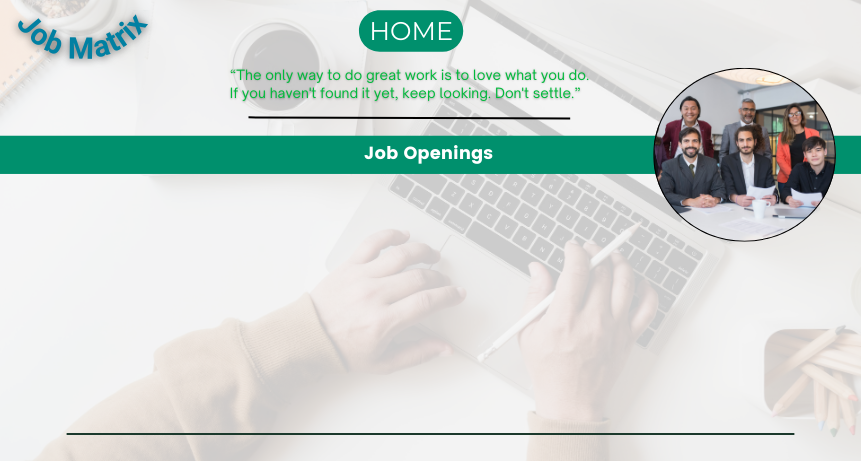 Job Matrix
HOME
“The only way to do great work is to love what you do.
If you haven't found it yet, keep looking. Don't settle.”
Job Openings